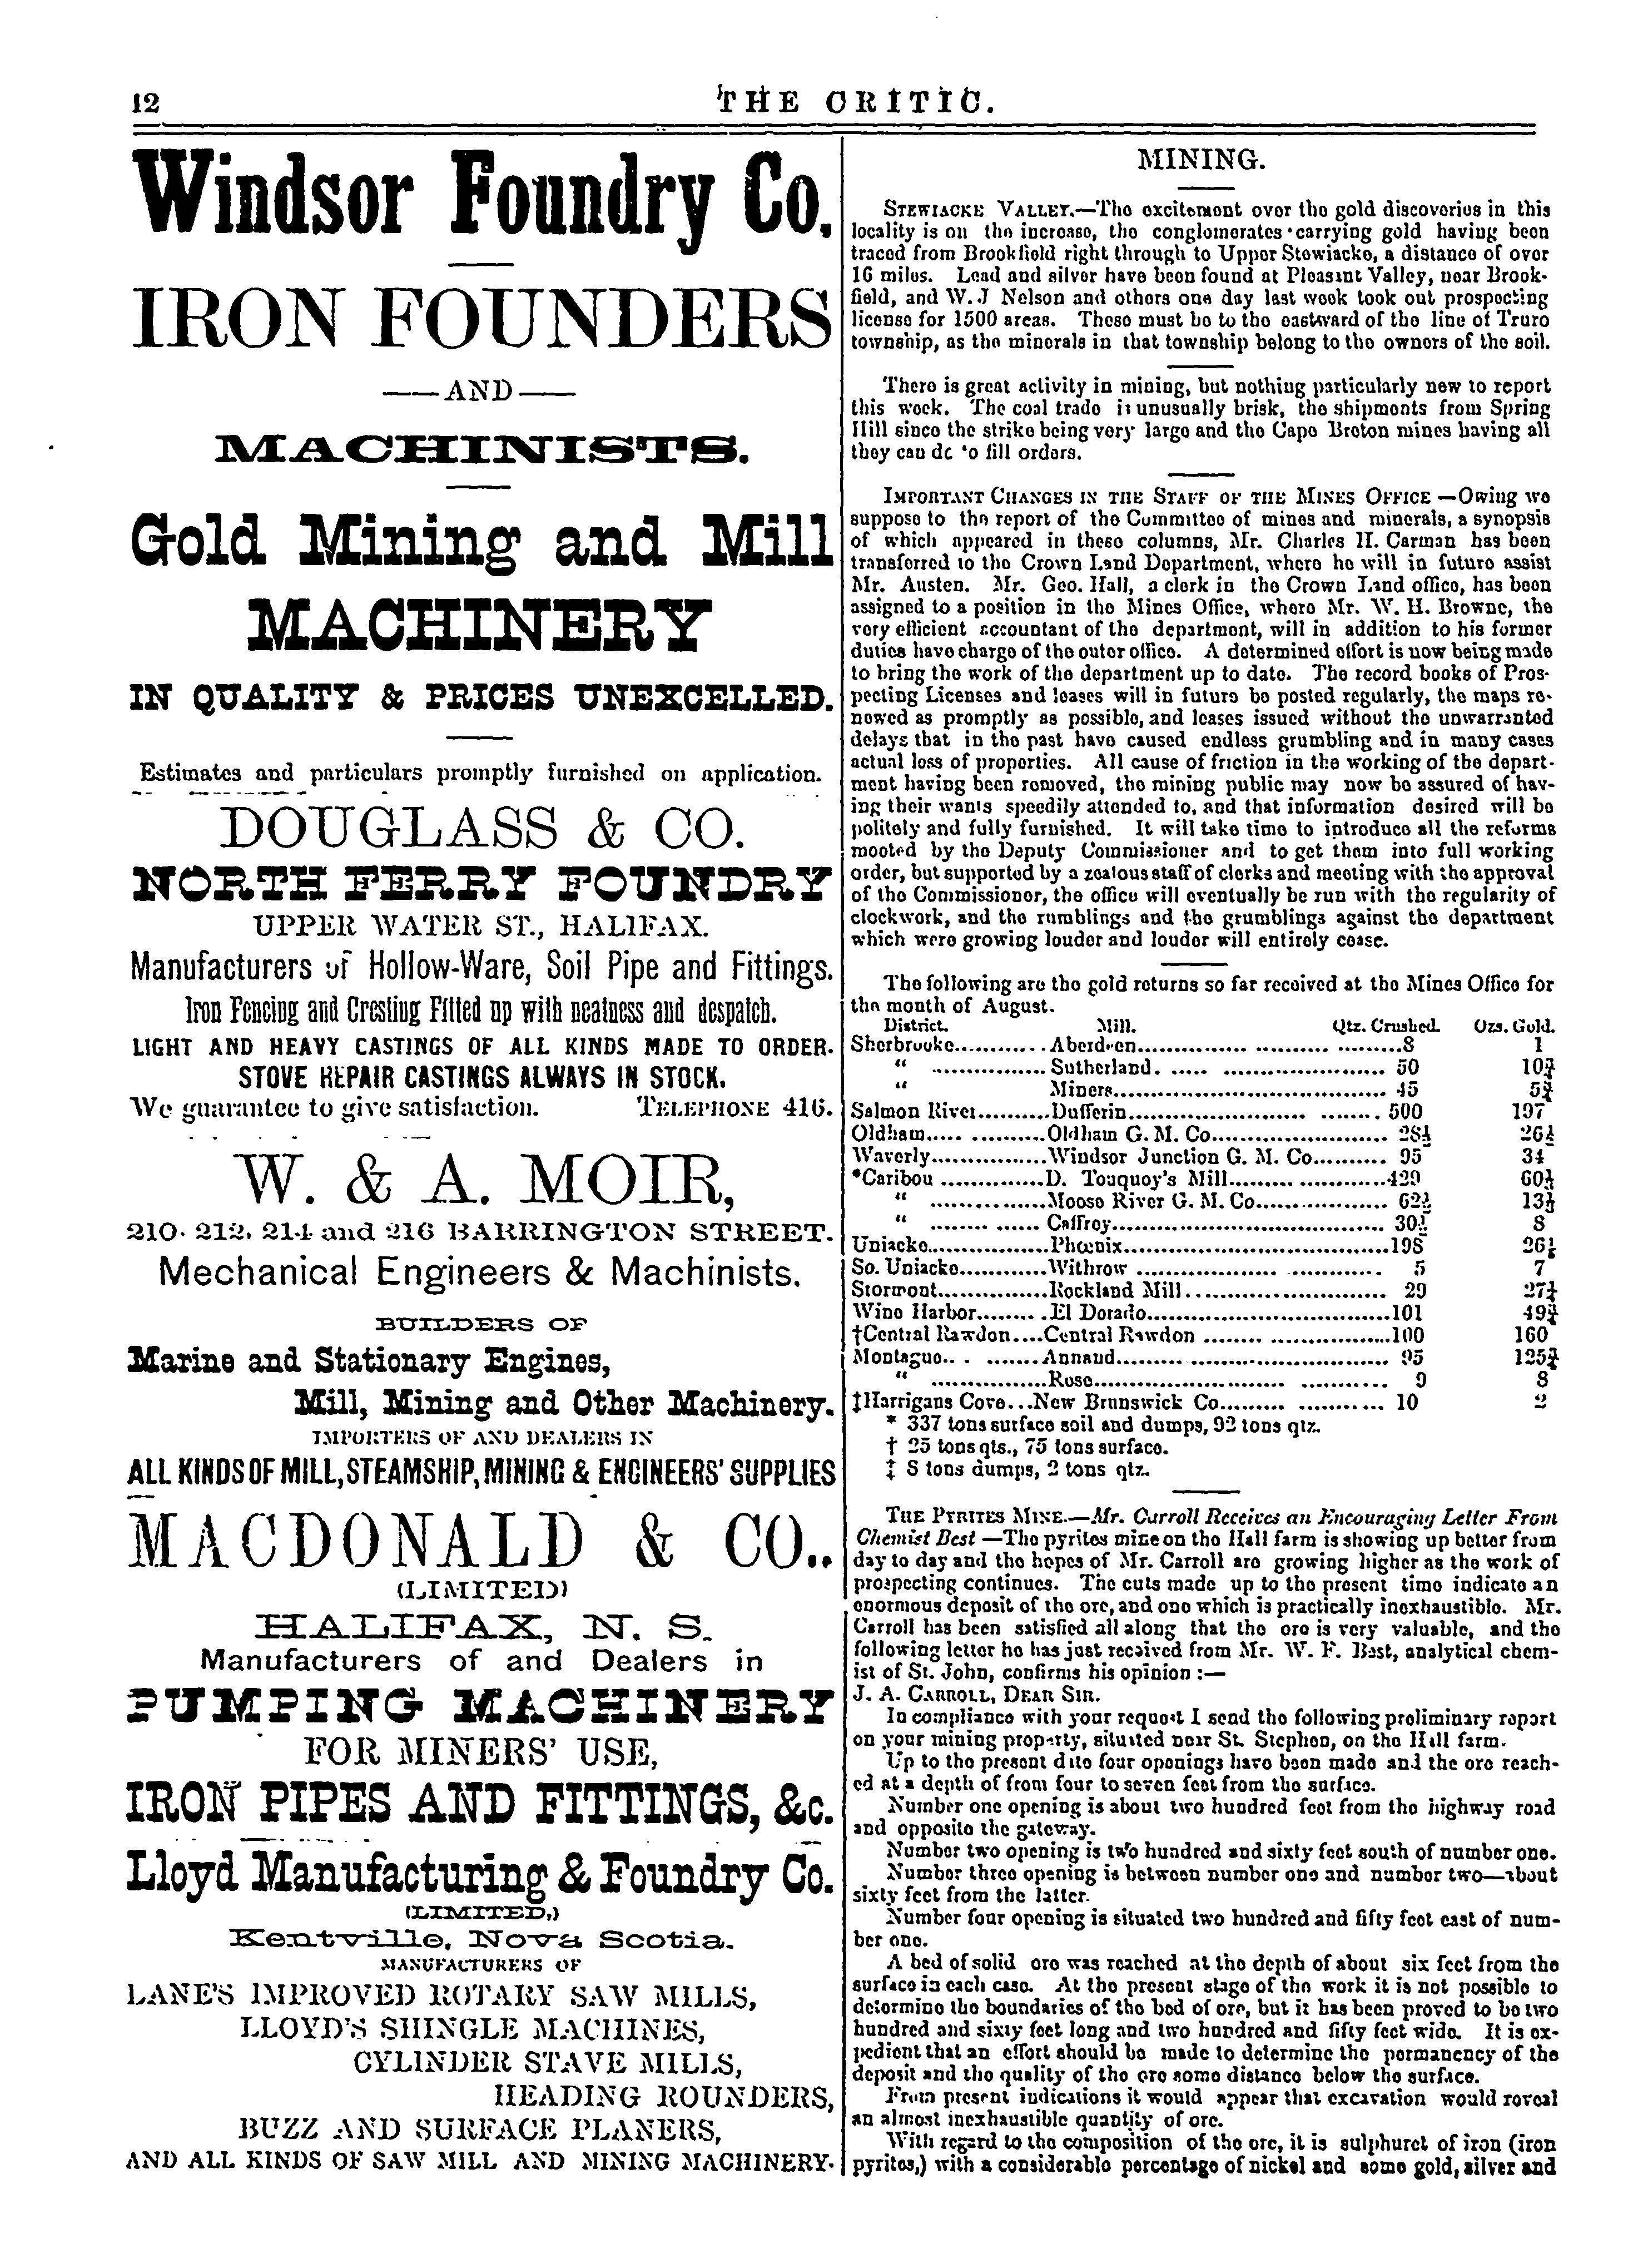 12
THE CRITIC.
Windsor Foundry Co.
IRON FOUNDERS
—AND—
MACHINISTS.
Gold Mining and Mill
MACHINERY
IN QUALITY & PRICES UNEXCELLED.
Estimates and particulars promptly furnished on application.
DOUGLASS & CO.
NORTH FERRY FOUNDRY
UPPER WATER ST., HALIFAX.
Manufacturers of Hollow-Ware, Soil Pipe and Fittings.
Iron Fencing and Cresting Fitted up with neatness and despatch.
LIGHT AND HEAVY CASTINGS OF ALL KINDS MADE TO ORDER.
STOVE REPAIR CASTINGS ALWAYS IN STOCK.
We guarantee to give satisfaction. TELEPHONE 416.
W. & A. MOIR,
210, 212, 214 and 216 BARRINGTON STREET.
Mechanical Engineers & Machinists.
BUILDERS OF
Marine and Stationary Engines,
Mill, Mining and Other Machinery.
IMPORTERS OF AND DEALERS IN
ALL KINDS OF MILL, STEAMSHIP, MINING & ENGINEERS' SUPPLIES
MACDONALD & CO.,
(LIMITED)
HALIFAX, N. S.
Manufacturers of and Dealers in
PUMPING MACHINERY
FOR MINERS' USE,
IRON PIPES AND FITTINGS, &c.
Lloyd Manufacturing & Foundry Co.
(LIMITED,)
Kentville, Nova Scotia.
MANUFACTURERS OF
LANE'S IMPROVED ROTARY SAW MILLS,
LLOYD'S SHINGLE MACHINES,
CYLINDER STAVE MILLS,
HEADING ROUNDERS,
BUZZ AND SURFACE PLANERS,
AND ALL KINDS OF SAW MILL AND MINING MACHINERY.
MINING.
STEWIACKE VALLEY.—The excitement over the gold discoveries in this
locality is on the increase, the conglomerates carrying gold having been
traced from Brookfield right through to Upper Stewiacke, a distance of over
16 miles. Lead and silver have been found at Pleasant Valley, near Brook-
field, and W. J Nelson and others one day last week took out prospecting
license for 1500 areas. These must be to the eastward of the line of Truro
township, as the minerals in that township belong to the owners of the soil.
There is great activity in mining, but nothing particularly new to report
this week. The coal trade is unusually brisk, the shipments from Spring
Hill since the strike being very large and the Cape Breton mines having all
they can do to fill orders.
IMPORTANT CHANGES IN THE STAFF OF THE MINES OFFICE—Owing we
suppose to the report of the Committee of mines and minerals, a synopsis
of which appeared in these columns, Mr. Charles H. Carman has been
transferred to the Crown Land Department, where he will in future assist
Mr. Austen. Mr. Geo. Hall, a clerk in the Crown Land office, has been
assigned to a position in the Mines Office, where Mr. W. H. Browne, the
very efficient accountant of the department, will in addition to his former
duties have charge of the outer office. A determined effort is now being made
to bring the work of the department up to date. The record books of Pros-
pecting Licenses and leases will in future be posted regularly, the maps re-
newed as promptly as possible, and leases issued without the unwarranted
delays that in the past have caused endless grumbling and in many cases
actual loss of properties. All cause of friction in the working of the depart-
ment having been removed, the mining public may now be assured of hav-
ing their wants speedily attended to, and that information desired will be
politely and fully furnished. It will take time to introduce all the reforms
mooted by the Deputy Commissioner and to get them into full working
order, but supported by a zealous staff of clerks and meeting with the approval
of the Commissioner, the office will eventually be run with the regularity of
clockwork, and the rumblings and the grumblings against the department
which were growing louder and louder will entirely cease.
The following are the gold returns so far received at the Mines Office for
the month of August.
District. Mill. Qtz. Crushed. Ozs. Gold.
Sherbrooke........... Aberdeen........................8 1
" ............... Sutherland........................ 50 10¾
" Miners........................ 45 5¾
Salmon River..........Dufferin........................ 500 197
Oldham...............Oldham G. M. Co........................ 28½ 26¼
Waverly................Windsor Junction G. M. Co.......... 95 34
*Caribou ..............D. Touquoy's Mill.....................429 60½
" ................Moose River G. M. Co.................. 62½ 13½
" .............. Caffrey........................ 30½ 8
Uniacke.................Phœnix........................198 26½
So. Uniacke............Withrow ........................ 5 7
Stormont...............Rockland Mill........................ 29 27¼
Wine Harbor.........El Dorado........................101 49¾
†Central Rawdon....Central Rawdon ........................100 160
Montague.. . .......Annand........................ 95 125¾
" ................Rose........................ 9 8
‡Harrigans Cove...New Brunswick Co.................... 10 2
* 337 tons surface soil and dumps, 92 tons qtz.
† 25 tons qts., 75 tons surface.
‡ 8 tons dumps, 2 tons qtz.
THE PYRITES MINE.—Mr. Carroll Receives an Encouraging Letter From
Chemist Best—The pyrites mine on the Hall farm is showing up better from
day to day and the hopes of Mr. Carroll are growing higher as the work of
prospecting continues. The cuts made up to the present time indicate an
enormous deposit of the ore, and one which is practically inexhaustible. Mr.
Carroll has been satisfied all along that the ore is very valuable, and the
following letter he has just received from Mr. W. F. Best, analytical chem-
ist of St. John, confirms his opinion :—
J. A. CARROLL, DEAR SIR.
In compliance with your request I send the following preliminary report
on your mining property, situated near St. Stephen, on the Hall farm.
Up to the present date four openings have been made and the ore reach-
ed at a depth of from four to seven feet from the surface.
Number one opening is about two hundred feet from the highway road
and opposite the gateway.
Number two opening is two hundred and sixty feet south of number one.
Number three opening is between number one and number two—about
sixty feet from the latter.
Number four opening is situated two hundred and fifty feet east of num-
ber one.
A bed of solid ore was reached at the depth of about six feet from the
surface in each case. At the present stage of the work it is not possible to
determine the boundaries of the bed of ore, but it has been proved to be two
hundred and sixty feet long and two hundred and fifty feet wide. It is ex-
pedient that an effort should be made to determine the permanency of the
deposit and the quality of the ore some distance below the surface.
From present indications it would appear that excavation would reveal
an almost inexhaustible quantity of ore.
With regard to the composition of the ore, it is sulphuret of iron (iron
pyrites,) with a considerable percentage of nickel and some gold, silver and